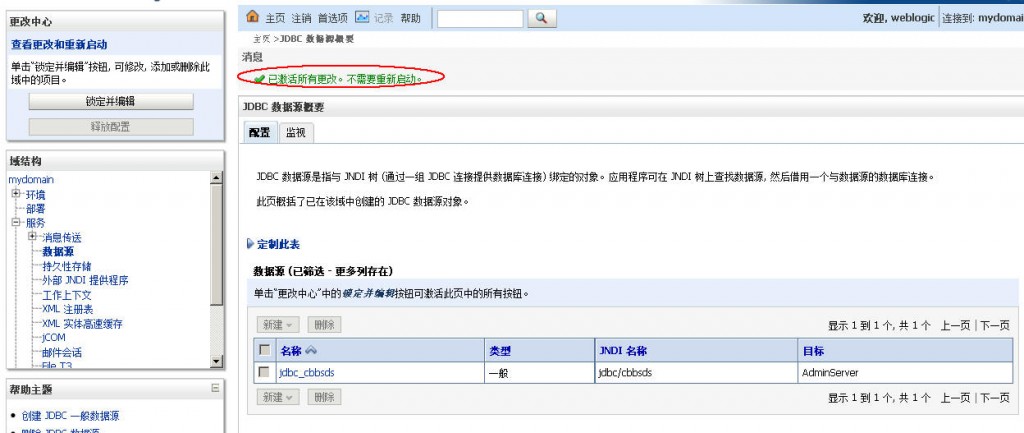 更改中心
查看更改和重新启动
单击"锁定并编辑"按钮, 可修改, 添加或删除此
域中的项目。
锁定并编辑
释放配置
域结构
mydomain
环境
部署
服务
消息传送
数据源
持久性存储
外部 JNDI 提供程序
工作上下文
XML 注册表
XML 实体高速缓存
jCOM
邮件会话
File T3
帮助主题
创建 JDBC 一般数据源
删除 JDBC 数据源
主页 注销 首选项 记录 帮助
欢迎, weblogic 连接到: mydomain
主页 >JDBC 数据源概要
消息
已激活所有更改。不需要重新启动。
JDBC 数据源概要
配置 监视
JDBC 数据源是指与 JNDI 树 (通过一组 JDBC 连接提供数据库连接) 绑定的对象。应用程序可在 JNDI 树上查找数据源, 然后借用一个与数据源的数据库连接。
此页概括了已在该域中创建的 JDBC 数据源对象。
定制此表
数据源 (已筛选 - 更多列存在)
单击"更改中心"中的锁定并编辑按钮可激活此页中的所有按钮。
新建 删除 显示 1 到 1 个, 共 1 个 上一页 | 下一页
名称 类型 JNDI 名称 目标
jdbc_cbbsds 一般 jdbc/cbbsds AdminServer
新建 删除 显示 1 到 1 个, 共 1 个 上一页 | 下一页